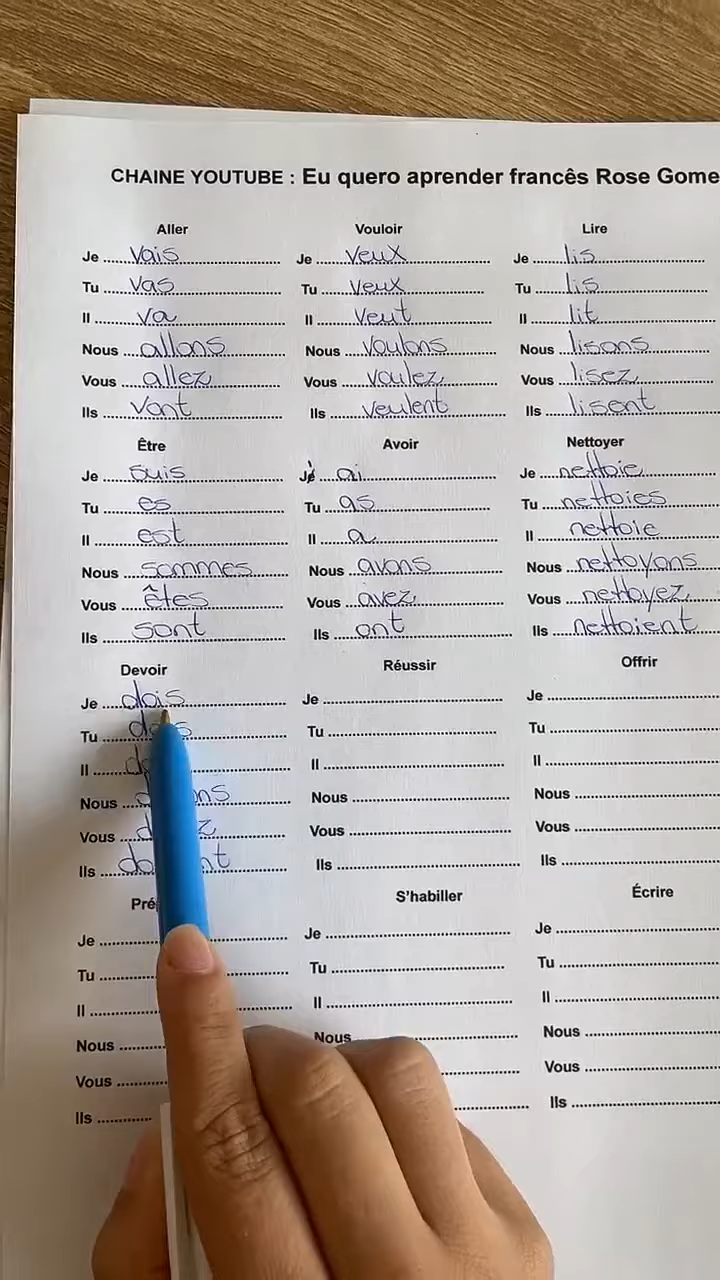 CHAINE YOUTUBE : Eu quero aprender francês Rose Gome
Aller
Je vais
Tu vas
Il va
Nous allons
Vous allez
Ils vont
Vouloir
Je veux
Tu veux
Il veut
Nous voulons
Vous voulez
Ils veulent
Lire
Je lis
Tu lis
Il lit
Nous lisons
Vous lisez
Ils lisent
Être
Je suis
Tu es
Il est
Nous sommes
Vous êtes
Ils sont
Avoir
J' ai
Tu as
Il a
Nous avons
Vous avez
Ils ont
Nettoyer
Je nettoie
Tu nettoies
Il nettoie
Nous nettoyons
Vous nettoyez
Ils nettoient
Devoir
Je dois
Tu
Il
Nous
Vous
Ils
Réussir
Je
Tu
Il
Nous
Vous
Ils
Offrir
Je
Tu
Il
Nous
Vous
Ils
Je
Tu
Il
Nous
Vous
Ils
S'habiller
Je
Tu
Il
Nous
Écrire
Je
Tu
Il
Nous
Vous
Ils